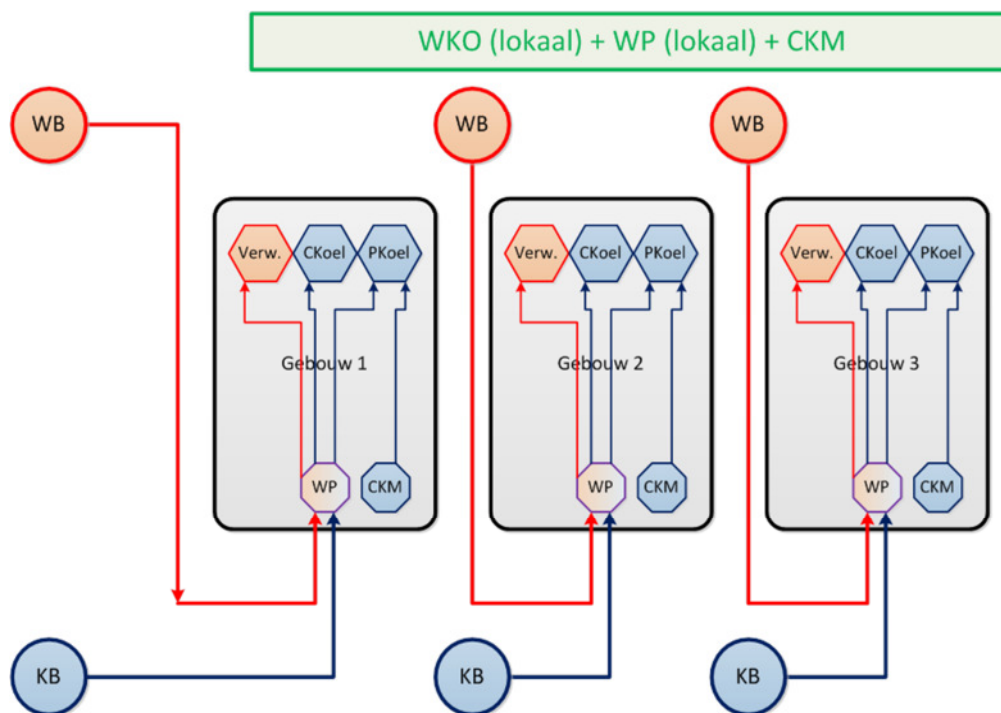 WKO (lokaal) + WP (lokaal) + CKM
WB WB WB
Verw. CKoel PKoel Verw. CKoel PKoel Verw. CKoel PKoel
Gebouw 1 Gebouw 2 Gebouw 3
WP CKM WP CKM WP CKM
KB KB KB